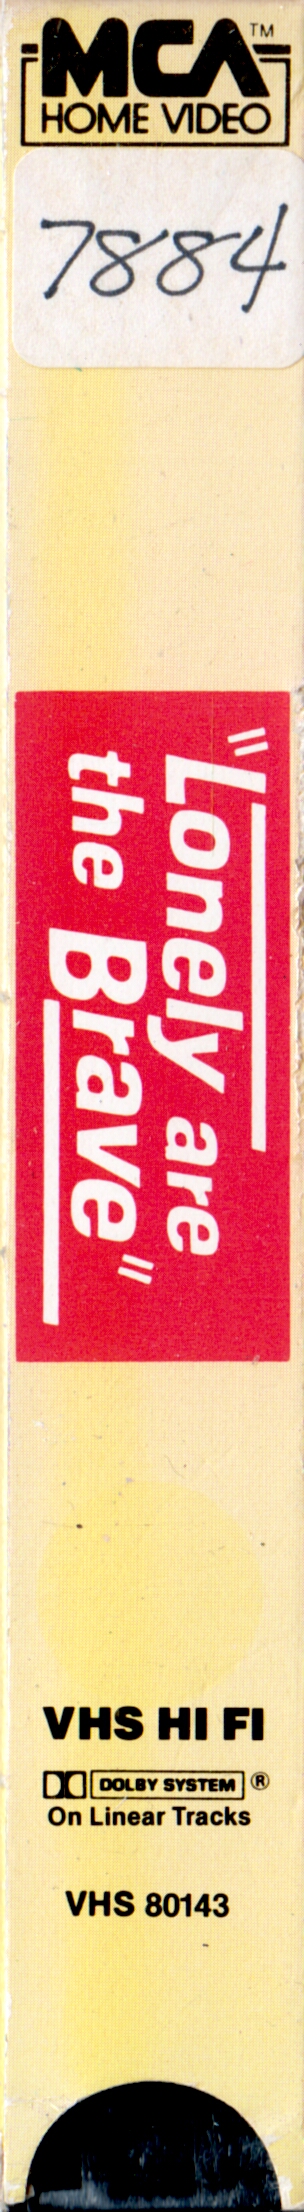 MCA™
HOME VIDEO
7884
"Lonely are
the Brave"
VHS HI FI
DOLBY SYSTEM ®
On Linear Tracks
VHS 80143